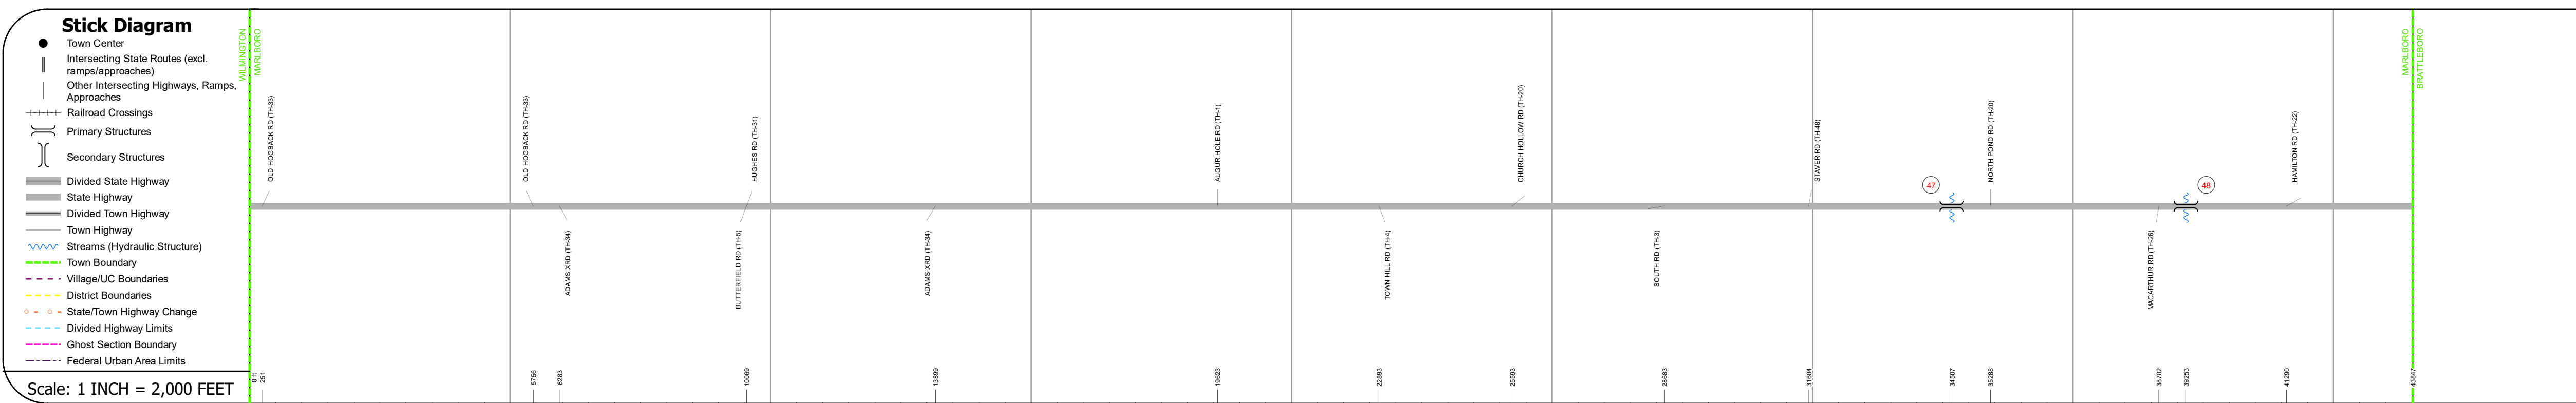 Stick Diagram
Town Center
Intersecting State Routes (excl.
ramps/approaches)
Other Intersecting Highways, Ramps,
Approaches
Railroad Crossings
Primary Structures
Secondary Structures
Divided State Highway
State Highway
Divided Town Highway
Town Highway
Streams (Hydraulic Structure)
Town Boundary
Village/UC Boundaries
District Boundaries
State/Town Highway Change
Divided Highway Limits
Ghost Section Boundary
Federal Urban Area Limits
Scale: 1 INCH = 2,000 FEET
WILMINGTON
MARLBORO
OLD HOGBACK RD (TH-33)
OLD HOGBACK RD (TH-33)
ADAMS XRD (TH-34)
HUGHES RD (TH-31)
BUTTERFIELD RD (TH-5)
ADAMS XRD (TH-34)
AUGUR HOLE RD (TH-1)
TOWN HILL RD (TH-4)
CHURCH HOLLOW RD (TH-20)
SOUTH RD (TH-3)
STAVER RD (TH-48)
47
NORTH POND RD (TH-20)
MACARTHUR RD (TH-26)
48
HAMILTON RD (TH-22)
MARLBORO
BRATTLEBORO
0 ft
251
5756
6283
10069
13899
19623
22893
25593
28683
31604
34507
35288
38702
39253
41290
43847